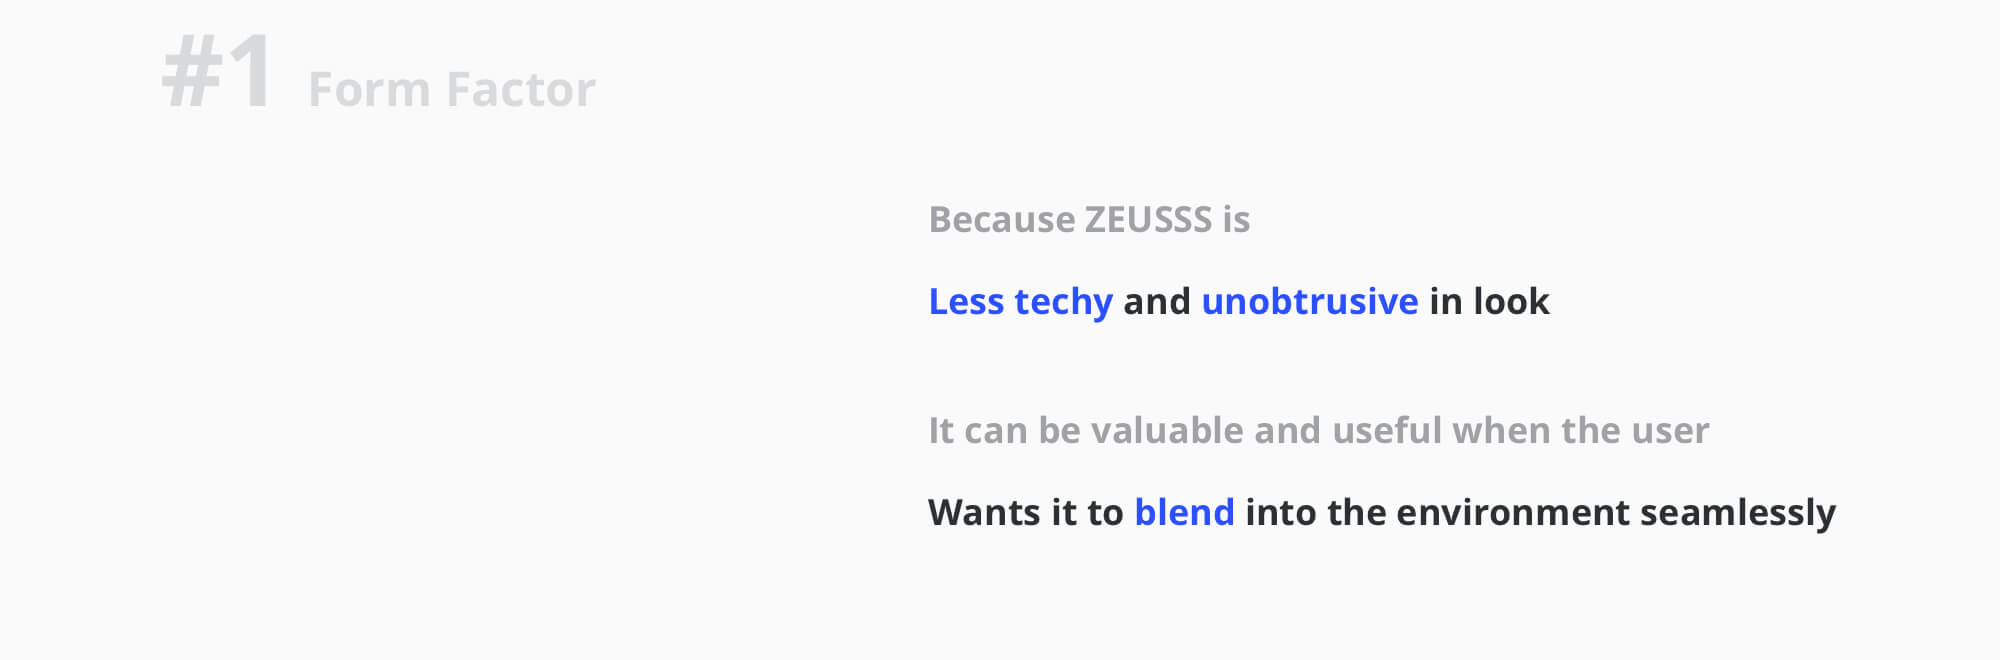 #1 Form Factor
Because ZEUSSS is
Less techy and unobtrusive in look
It can be valuable and useful when the user
Wants it to blend into the environment seamlessly